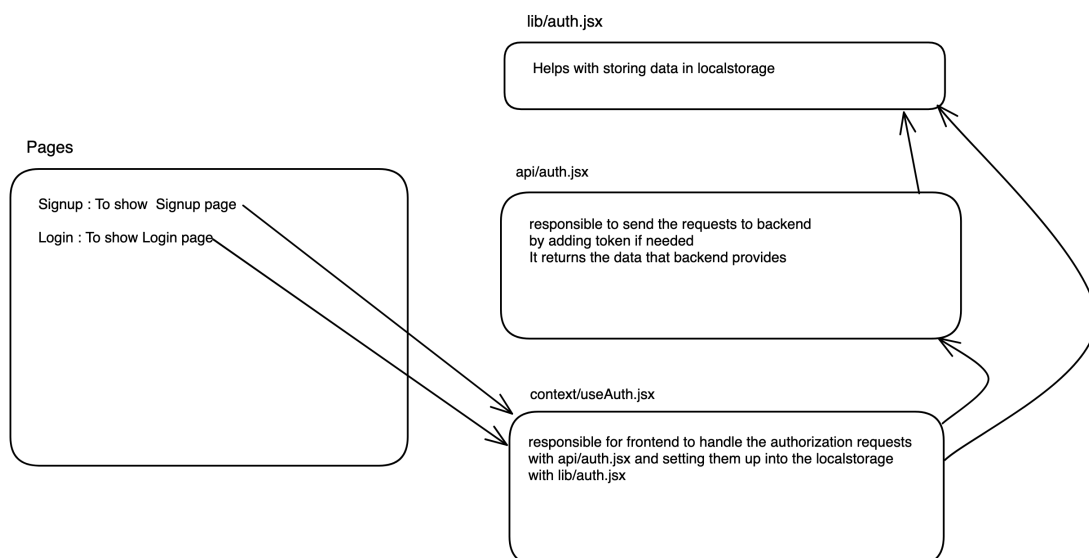 lib/auth.jsx
Helps with storing data in localstorage
Pages
Signup : To show Signup page
Login : To show Login page
api/auth.jsx
responsible to send the requests to backend
by adding token if needed
It returns the data that backend provides
context/useAuth.jsx
responsible for frontend to handle the authorization requests
with api/auth.jsx and setting them up into the localstorage
with lib/auth.jsx